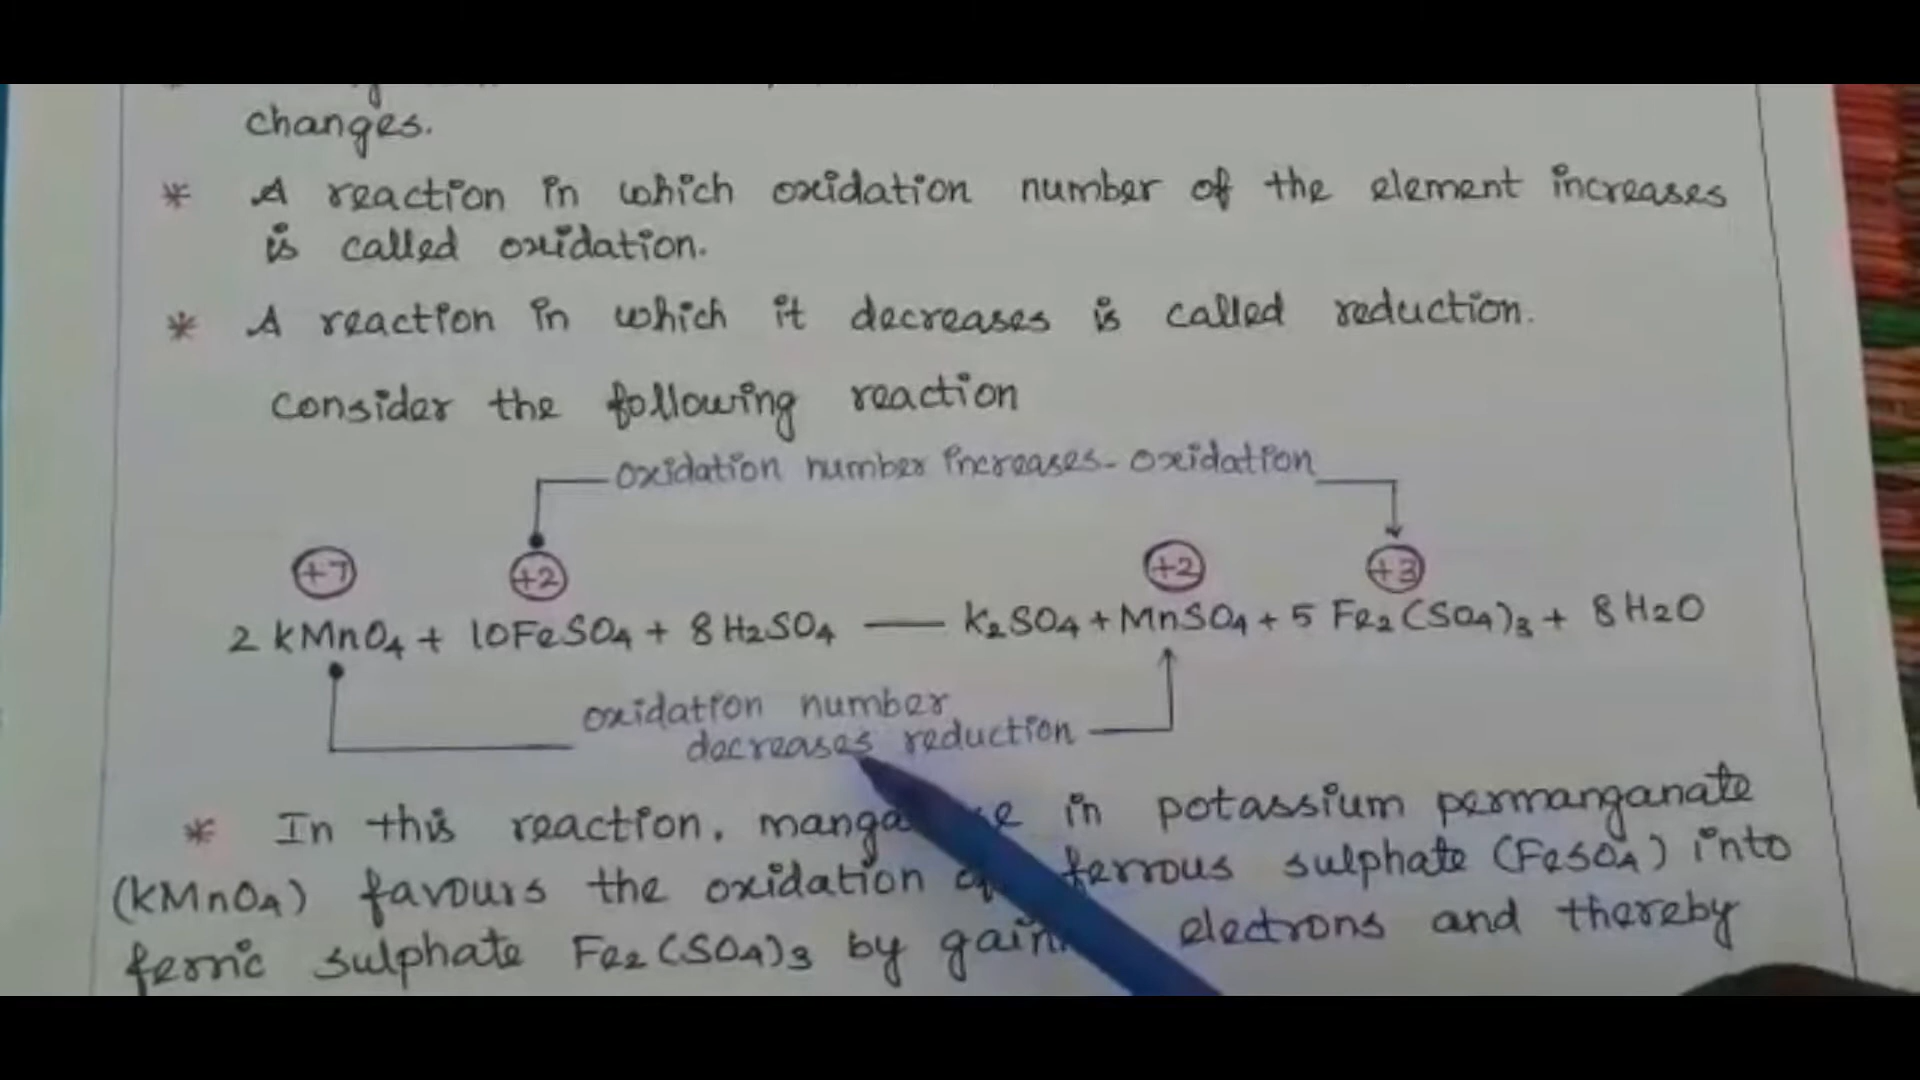 changes.
* A reaction in which oxidation number of the element increases
is called oxidation.
* A reaction in which it decreases is called reduction.
consider the following reaction
oxidation number increases - oxidation
+7 +2 +2 +3
2 KMnO4 + 10FeSO4 + 8 H2SO4 — K2SO4 + MnSO4 + 5 Fe2(SO4)3 + 8 H2O
oxidation number
decreases reduction
* In this reaction, in potassium permanganate
(KMnO4) favours the oxidation ferrous sulphate (FeSO4) into
ferric sulphate Fe2(SO4)3 by electrons and thereby